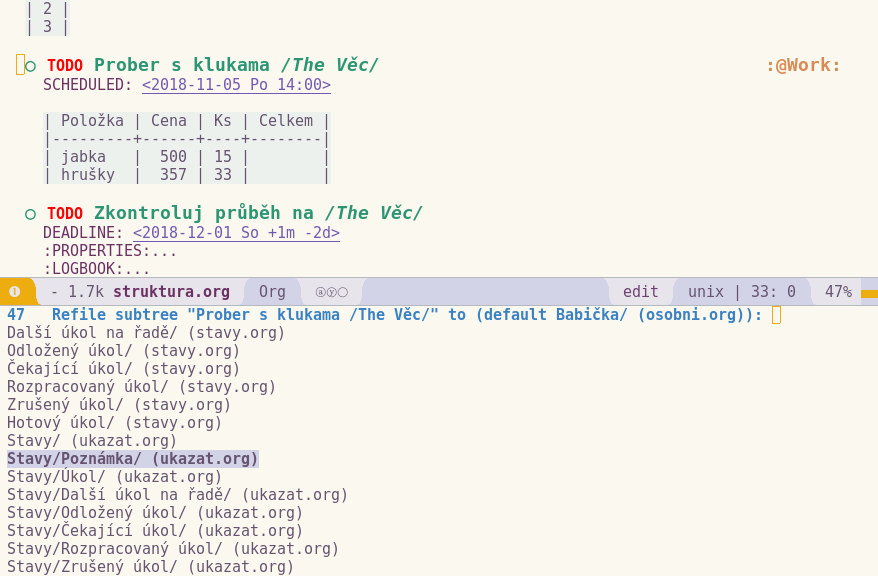 | 2 |
| 3 |
○ TODO Prober s klukama /The Věc/ :@Work:
SCHEDULED: <2018-11-05 Po 14:00>
| Položka | Cena | Ks | Celkem |
|---------+------+----+--------|
| jabka   |  500 | 15 |        |
| hrušky  |  357 | 33 |        |
○ TODO Zkontroluj průběh na /The Věc/
DEADLINE: <2018-12-01 So +1m -2d>
:PROPERTIES:...
:LOGBOOK:...
❶ - 1.7k struktura.org Org ⓐⓨ○ edit unix | 33: 0 47%
47 Refile subtree "Prober s klukama /The Věc/" to (default Babička/ (osobni.org)):
Další úkol na řadě/ (stavy.org)
Odložený úkol/ (stavy.org)
Čekající úkol/ (stavy.org)
Rozpracovaný úkol/ (stavy.org)
Zrušený úkol/ (stavy.org)
Hotový úkol/ (stavy.org)
Stavy/ (ukazat.org)
Stavy/Poznámka/ (ukazat.org)
Stavy/Úkol/ (ukazat.org)
Stavy/Další úkol na řadě/ (ukazat.org)
Stavy/Odložený úkol/ (ukazat.org)
Stavy/Čekající úkol/ (ukazat.org)
Stavy/Rozpracovaný úkol/ (ukazat.org)
Stavy/Zrušený úkol/ (ukazat.org)